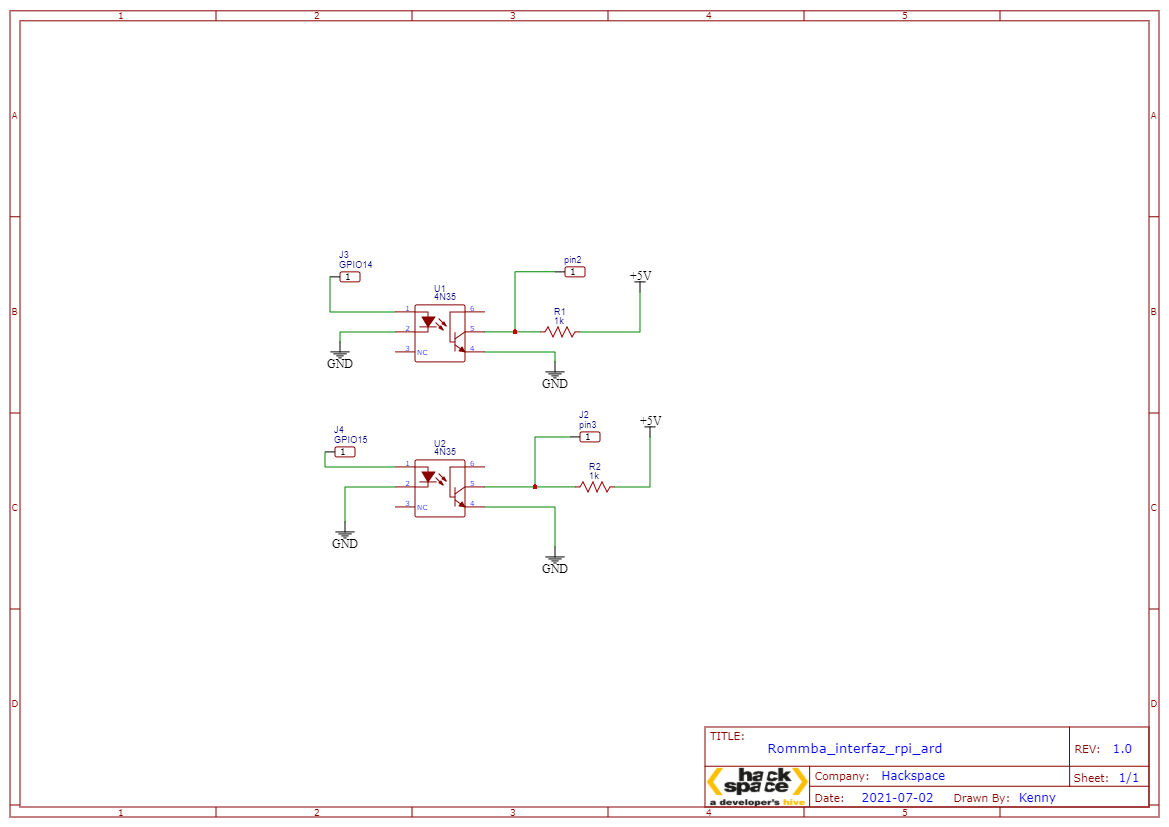 1 2 3 4 5
A A
B B
C C
D D
J3
GPIO14
1
U1
4N35
1 6
2 5
3 NC 4
GND
pin2
1
R1
1k
+5V
GND
J4
GPIO15
1
U2
4N35
1 6
2 5
3 NC 4
GND
J2
pin3
1
R2
1k
+5V
GND
TITLE:
Rommba_interfaz_rpi_ard
REV: 1.0
hack
space
a developer's hive
Company: Hackspace
Sheet: 1/1
Date: 2021-07-02 Drawn By: Kenny
1 2 3 4 5